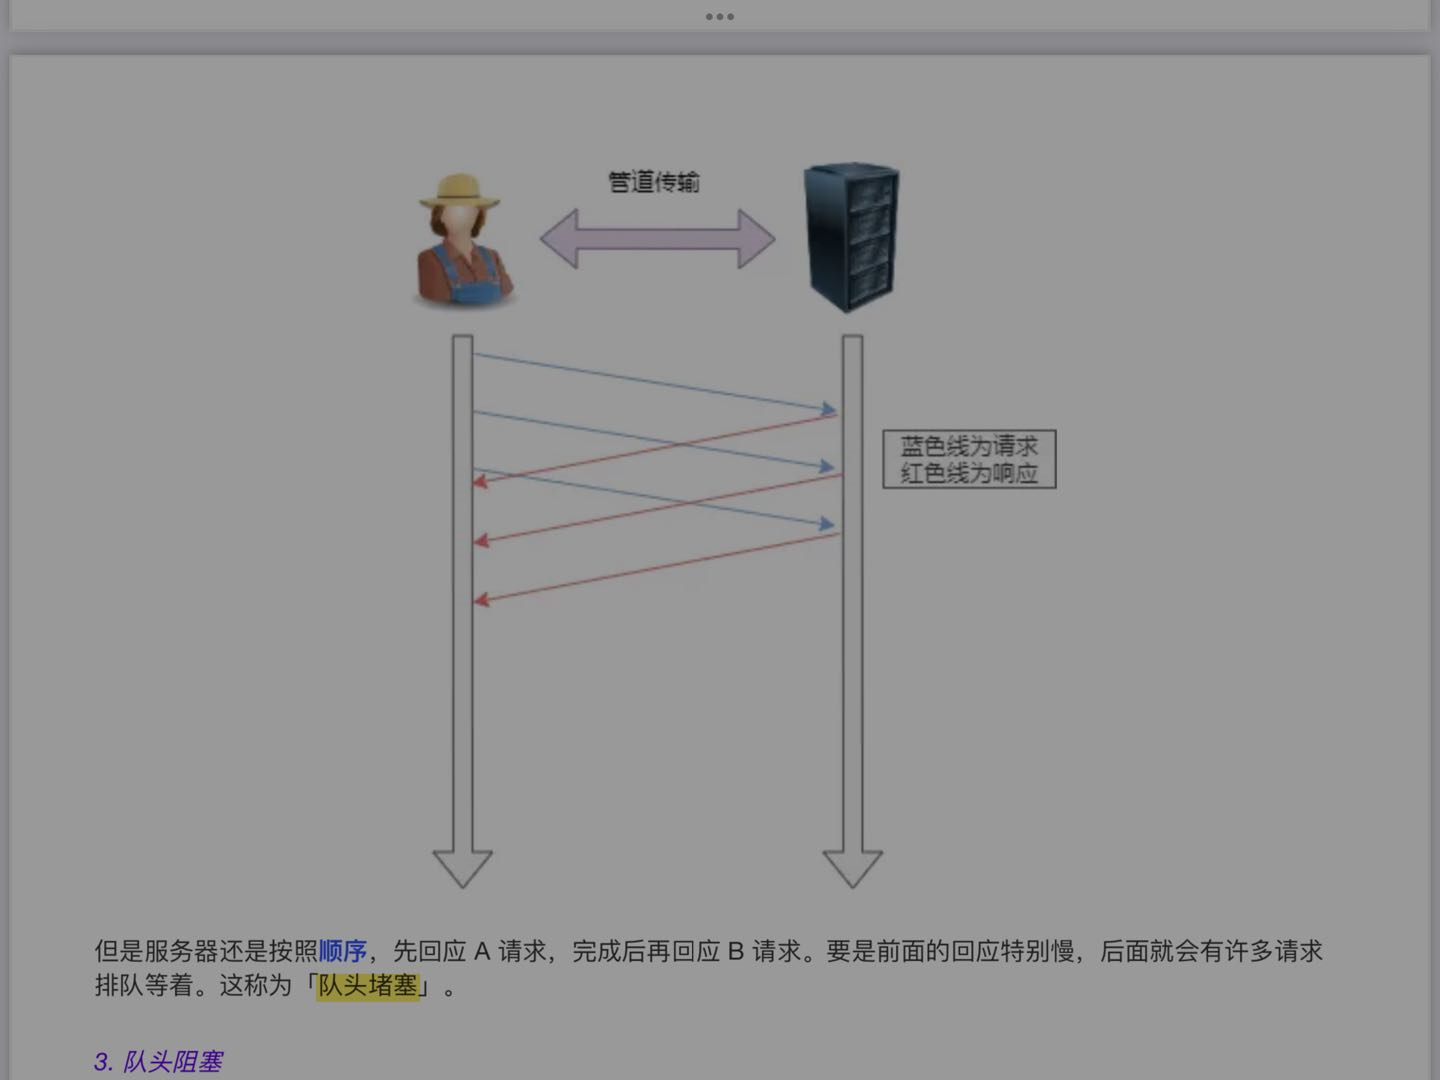 管道传输
蓝色线为请求
红色线为响应
但是服务器还是按照顺序，先回应 A 请求，完成后再回应 B 请求。要是前面的回应特别慢，后面就会有许多请求
排队等着。这称为「队头堵塞」。
3. 队头阻塞